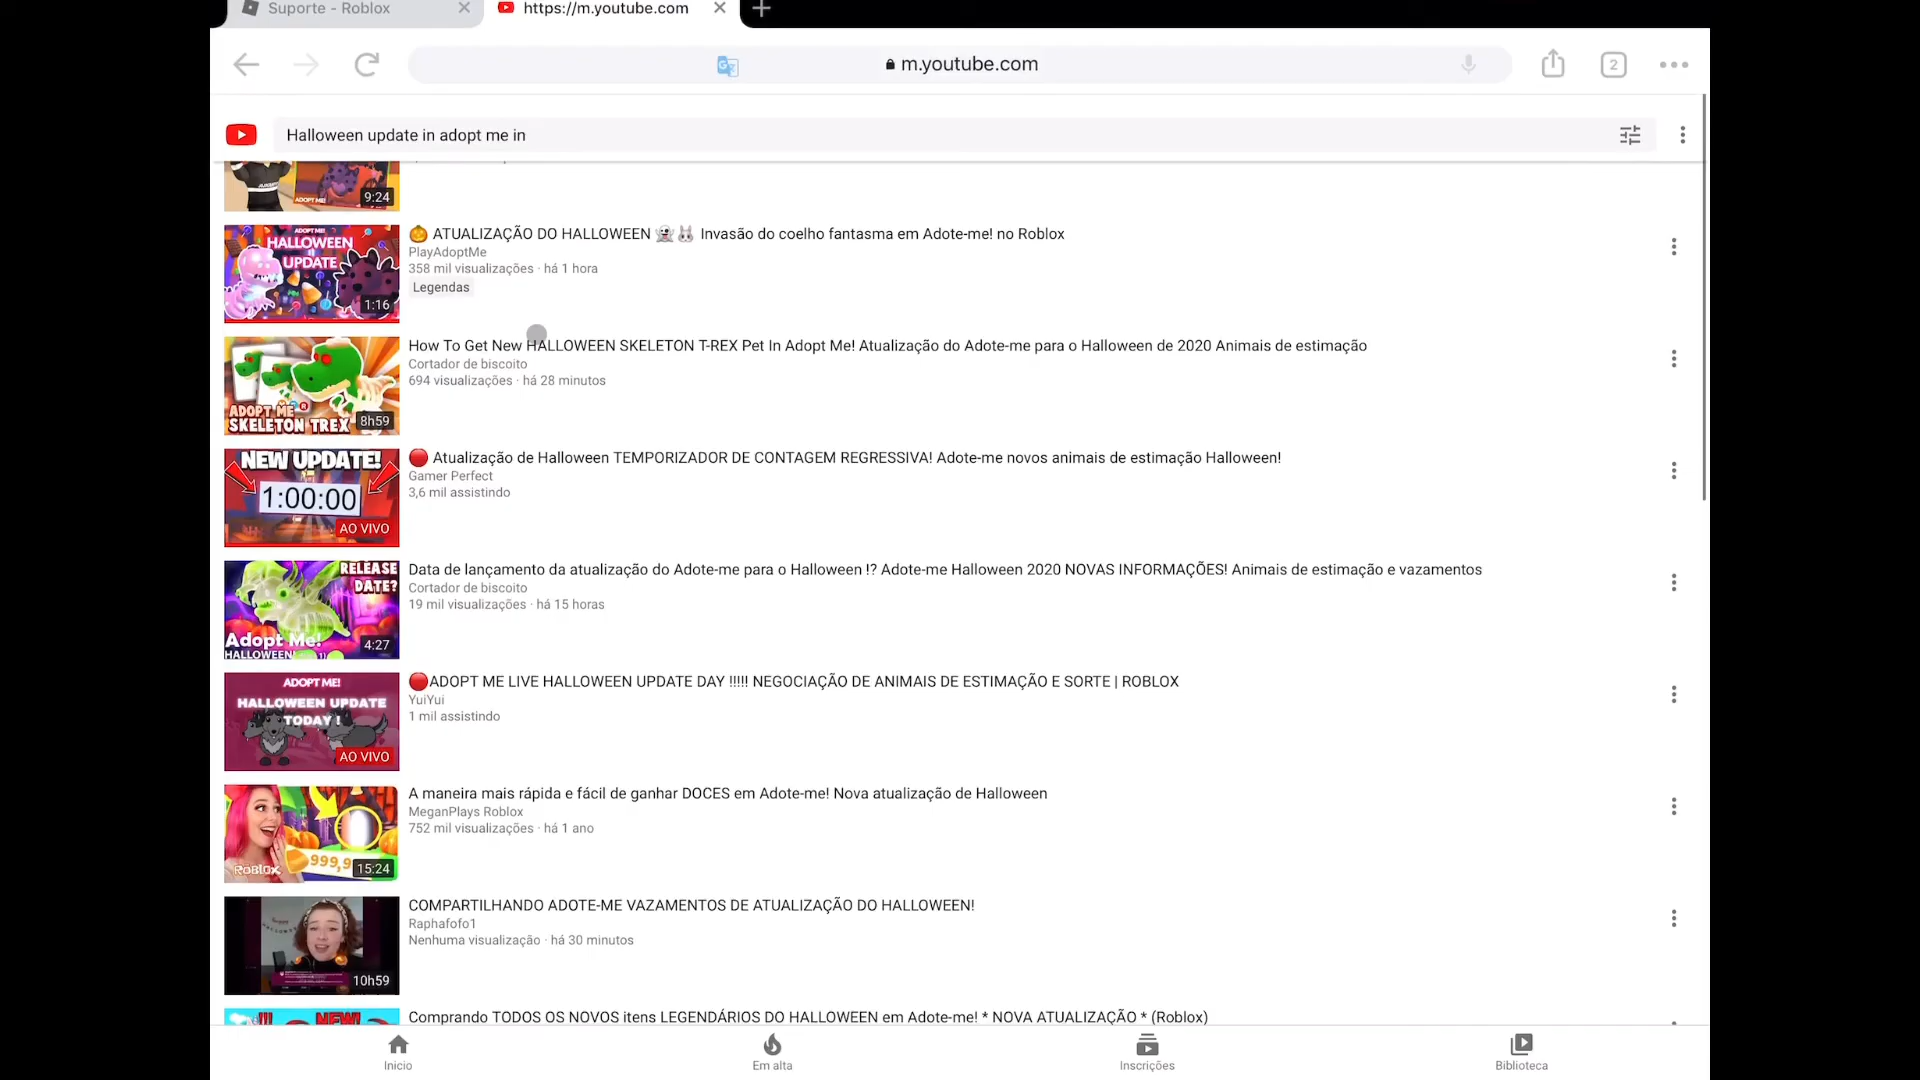 Suporte - Roblox
https://m.youtube.com
m.youtube.com
2
Halloween update in adopt me in
ADOPT ME!
9:24
ADOPT ME!
HALLOWEEN
UPDATE
1:16
🎃 ATUALIZAÇÃO DO HALLOWEEN 👻🐰 Invasão do coelho fantasma em Adote-me! no Roblox
PlayAdoptMe
358 mil visualizações · há 1 hora
Legendas
ADOPT ME
SKELETON TREX
8h59
How To Get New HALLOWEEN SKELETON T-REX Pet In Adopt Me! Atualização do Adote-me para o Halloween de 2020 Animais de estimação
Cortador de biscoito
694 visualizações · há 28 minutos
NEW UPDATE!
1:00:00
AO VIVO
🔴 Atualização de Halloween TEMPORIZADOR DE CONTAGEM REGRESSIVA! Adote-me novos animais de estimação Halloween!
Gamer Perfect
3,6 mil assistindo
RELEASE
DATE?
Adopt Me!
HALLOWEEN
4:27
Data de lançamento da atualização do Adote-me para o Halloween !? Adote-me Halloween 2020 NOVAS INFORMAÇÕES! Animais de estimação e vazamentos
Cortador de biscoito
19 mil visualizações · há 15 horas
ADOPT ME!
HALLOWEEN UPDATE
TODAY !
AO VIVO
🔴ADOPT ME LIVE HALLOWEEN UPDATE DAY !!!!! NEGOCIAÇÃO DE ANIMAIS DE ESTIMAÇÃO E SORTE | ROBLOX
YuiYui
1 mil assistindo
999,9
ROBLOX
15:24
A maneira mais rápida e fácil de ganhar DOCES em Adote-me! Nova atualização de Halloween
MeganPlays Roblox
752 mil visualizações · há 1 ano
10h59
COMPARTILHANDO ADOTE-ME VAZAMENTOS DE ATUALIZAÇÃO DO HALLOWEEN!
Raphafofo1
Nenhuma visualização · há 30 minutos
!!! NEW!
Comprando TODOS OS NOVOS itens LEGENDÁRIOS DO HALLOWEEN em Adote-me! * NOVA ATUALIZAÇÃO * (Roblox)
Inicio
Em alta
Inscrições
Biblioteca